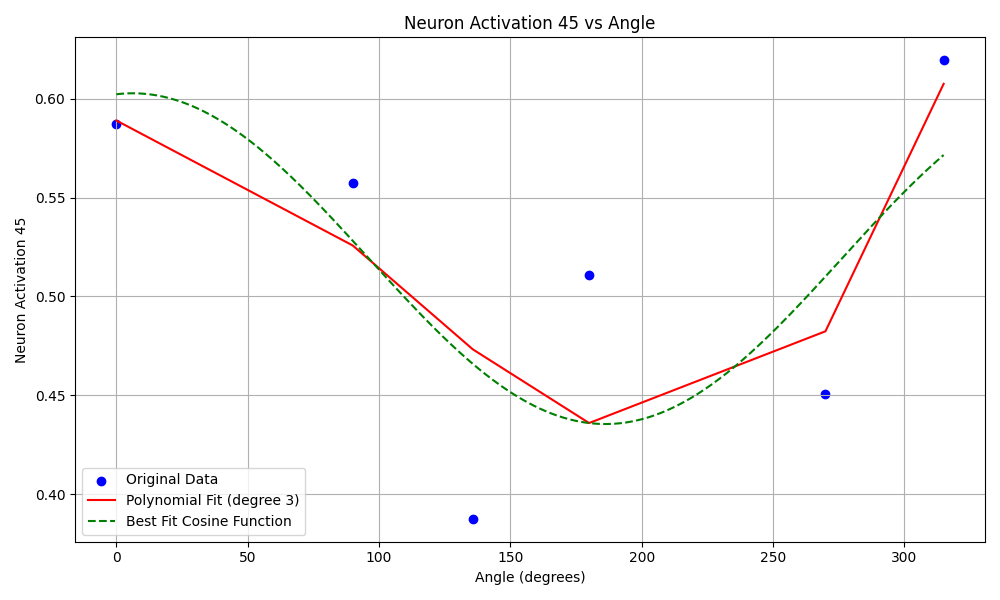 Neuron Activation 45 vs Angle
Neuron Activation 45
0.60
0.55
0.50
0.45
0.40
Original Data
Polynomial Fit (degree 3)
Best Fit Cosine Function
0 50 100 150 200 250 300
Angle (degrees)